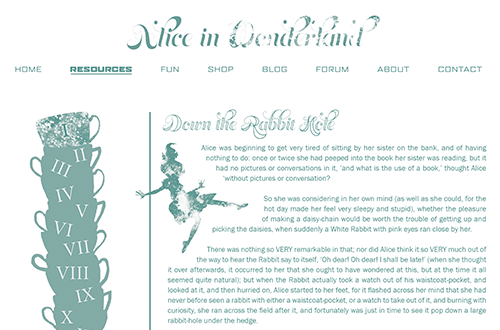 Alice in Wonderkind
HOME RESOURCES FUN SHOP BLOG FORUM ABOUT CONTACT
I
II
III
IV
V
VI
VII
VIII
IX
X
Down the Rabbit Hole
Alice was beginning to get very tired of sitting by her sister on the bank, and of having
nothing to do: once or twice she had peeped into the book her sister was reading, but it
had no pictures or conversations in it, 'and what is the use of a book,' thought Alice
'without pictures or conversation?
So she was considering in her own mind (as well as she could, for the
hot day made her feel very sleepy and stupid), whether the pleasure
of making a daisy-chain would be worth the trouble of getting up and
picking the daisies, when suddenly a White Rabbit with pink eyes ran close by her.
There was nothing so VERY remarkable in that; nor did Alice think it so VERY much out of
the way to hear the Rabbit say to itself, 'Oh dear! Oh dear! I shall be late!' (when she thought
it over afterwards, it occurred to her that she ought to have wondered at this, but at the time it all
seemed quite natural); but when the Rabbit actually took a watch out of its waistcoat-pocket, and
looked at it, and then hurried on, Alice started to her feet, for it flashed across her mind that she had
never before seen a rabbit with either a waistcoat-pocket, or a watch to take out of it, and burning with
curiosity, she ran across the field after it, and fortunately was just in time to see it pop down a large
rabbit-hole under the hedge.